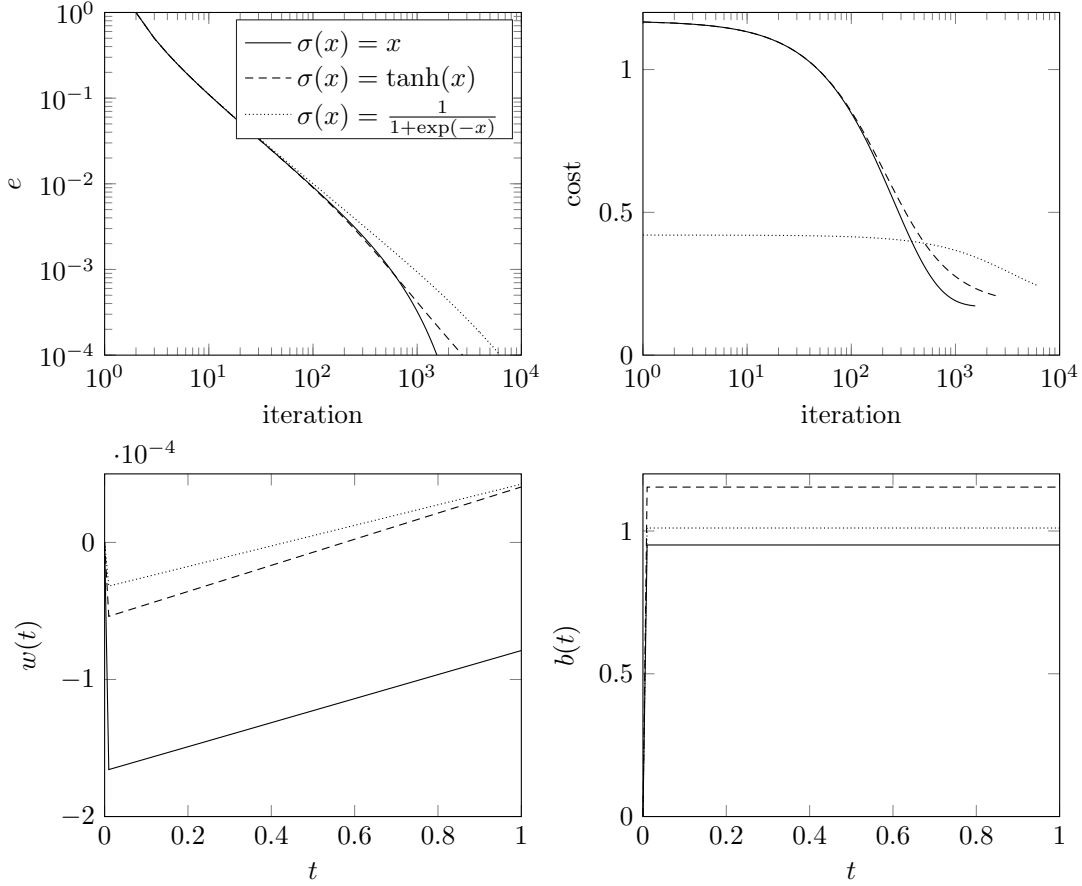 10^0
10^−1
10^−2
10^−3
10^−4
e
σ(x) = x
σ(x) = tanh(x)
σ(x) = 1/(1+exp(−x))
10^0 10^1 10^2 10^3 10^4
iteration
1
0.5
0
cost
10^0 10^1 10^2 10^3 10^4
iteration
·10^−4
0
−1
−2
w(t)
0 0.2 0.4 0.6 0.8 1
t
1
0.5
0
b(t)
0 0.2 0.4 0.6 0.8 1
t